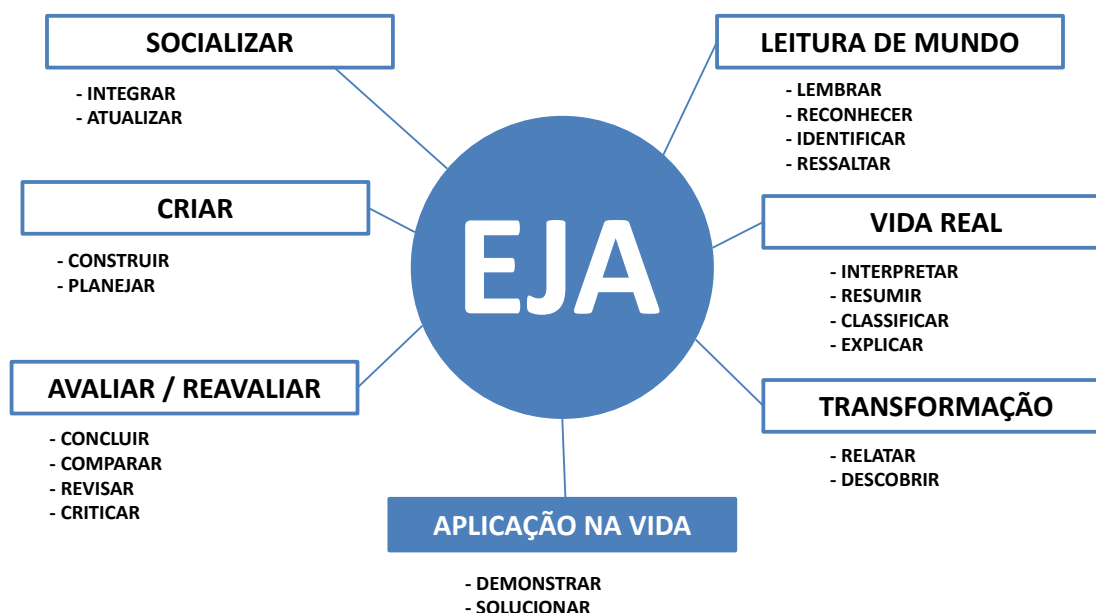 SOCIALIZAR
- INTEGRAR
- ATUALIZAR
LEITURA DE MUNDO
- LEMBRAR
- RECONHECER
- IDENTIFICAR
- RESSALTAR
CRIAR
- CONSTRUIR
- PLANEJAR
EJA
VIDA REAL
- INTERPRETAR
- RESUMIR
- CLASSIFICAR
- EXPLICAR
AVALIAR / REAVALIAR
- CONCLUIR
- COMPARAR
- REVISAR
- CRITICAR
TRANSFORMAÇÃO
- RELATAR
- DESCOBRIR
APLICAÇÃO NA VIDA
- DEMONSTRAR
- SOLUCIONAR